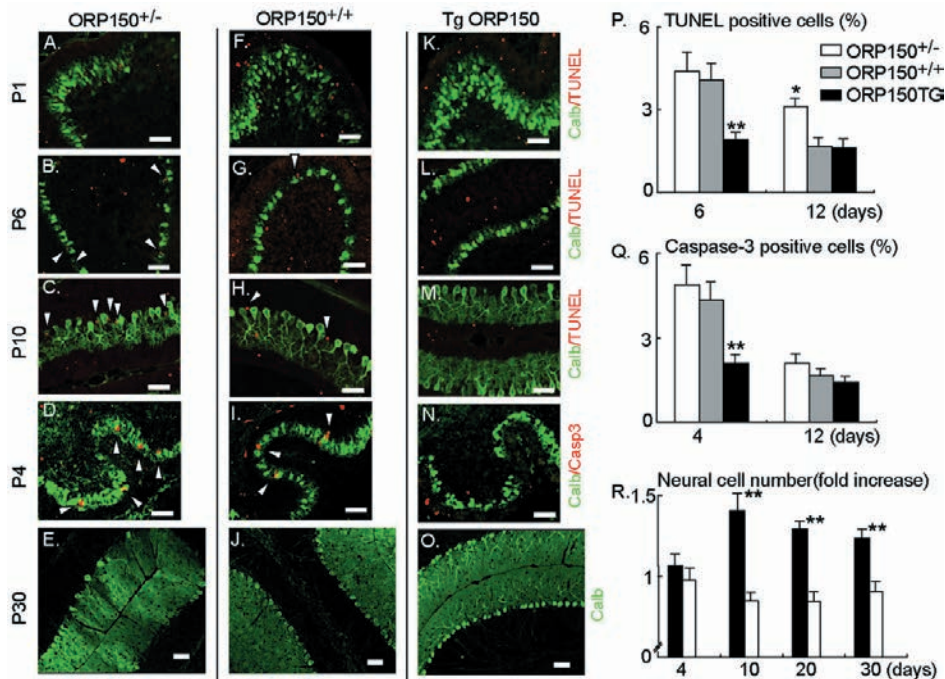 ORP150+/-
ORP150+/+
Tg ORP150
P1
A.
F.
K.
Calb/TUNEL
P6
B.
G.
L.
Calb/TUNEL
P10
C.
H.
M.
Calb/TUNEL
P4
D.
I.
N.
Calb/Casp3
P30
E.
J.
O.
Calb
P. TUNEL positive cells (%)
6
3
0
ORP150+/-
ORP150+/+
ORP150TG
**
*
6 12 (days)
Q. Caspase-3 positive cells (%)
6
3
0
**
4 12 (days)
R. Neural cell number(fold increase)
1.5
1
0
**
**
**
4 10 20 30 (days)